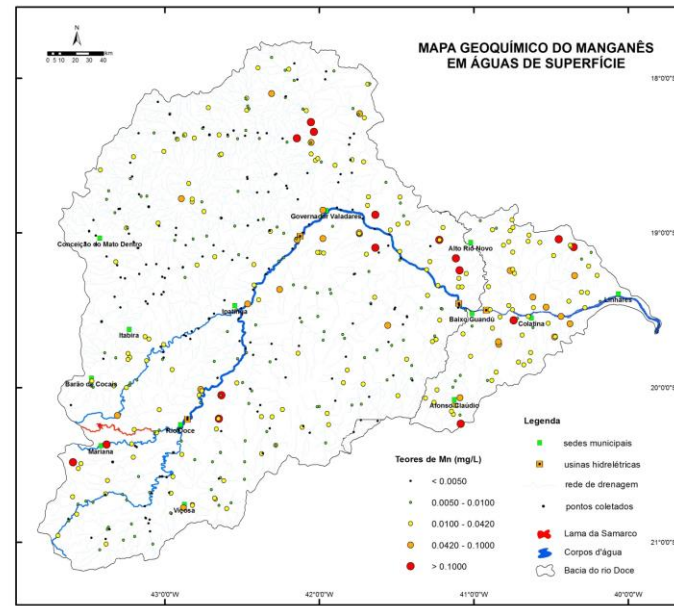 MAPA GEOQUÍMICO DO MANGANÊS
EM ÁGUAS DE SUPERFÍCIE
N
0 5 10 20 30 40
km
18°0'0"S
19°0'0"S
20°0'0"S
21°0'0"S
Governador Valadares
Conceição do Mato Dentro
Alto Rio Novo
Ipatinga
Linhares
Baixo Guandú
Colatina
Itabira
Barão de Cocais
Afonso Claúdio
Rio Doce
Mariana
Viçosa
Teores de Mn (mg/L)
< 0.0050
0.0050 - 0.0100
0.0100 - 0.0420
0.0420 - 0.1000
> 0.1000
Legenda
sedes municipais
usinas hidrelétricas
rede de drenagem
pontos coletados
Lama da Samarco
Corpos d'água
Bacia do rio Doce
43°0'0"W
42°0'0"W
41°0'0"W
40°0'0"W